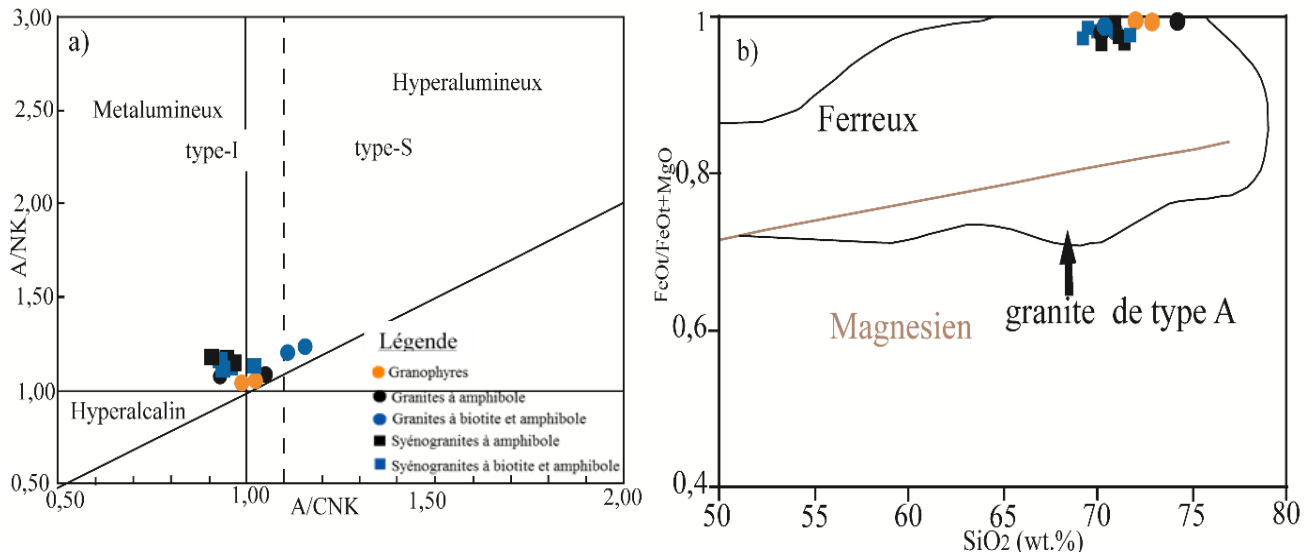 a)
3,00
2,50
2,00
1,50
1,00
0,50
A/NK.
Metalumineux
type-I
Hyperalumineux
type-S
Hyperalcalin
Légende
Granophyres
Granites à amphibole
Granites à biotite et amphibole
Syénogranites à amphibole
Syénogranites à biotite et amphibole
0,50
1,00
1,50
2,00
A/CNK
b)
1
0,8
0,6
0,4
FeOt/FeOt+MgO
Ferreux
Magnesien
granite de type A
50
55
60
65
70
75
80
SiO2 (wt.%)